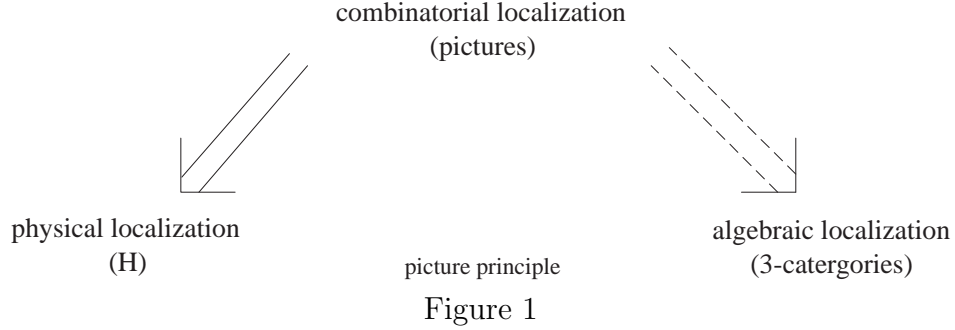 combinatorial localization
(pictures)
physical localization
(H)
algebraic localization
(3-catergories)
picture principle
Figure 1